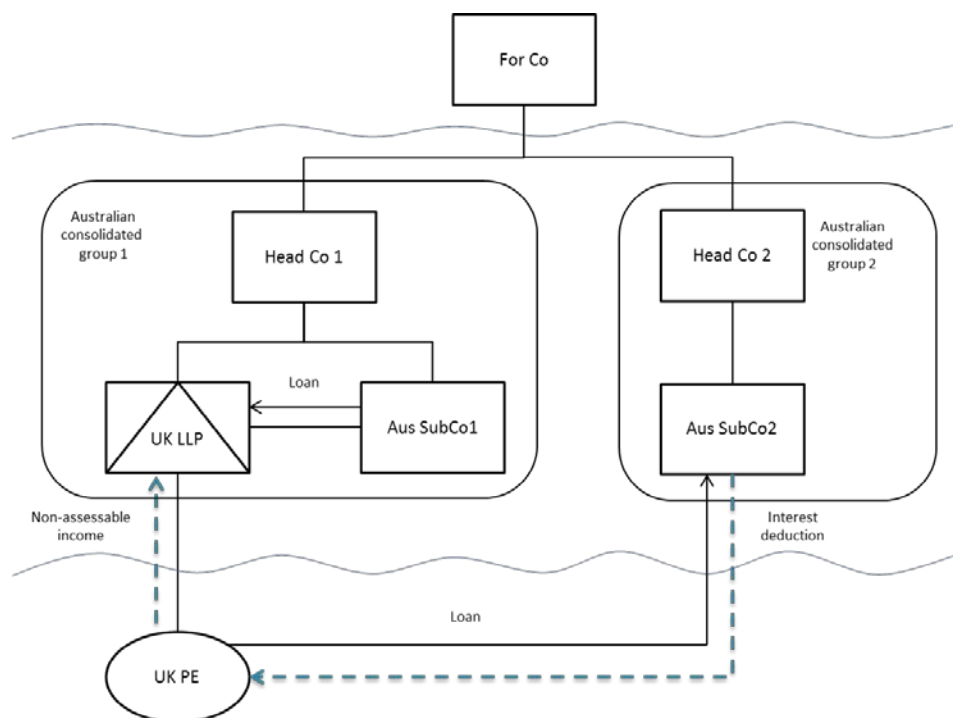 For Co
Australian
consolidated
group 1
Head Co 1
Head Co 2
Australian
consolidated
group 2
Loan
UK LLP
Aus SubCo1
Aus SubCo2
Non-assessable
income
Interest
deduction
Loan
UK PE